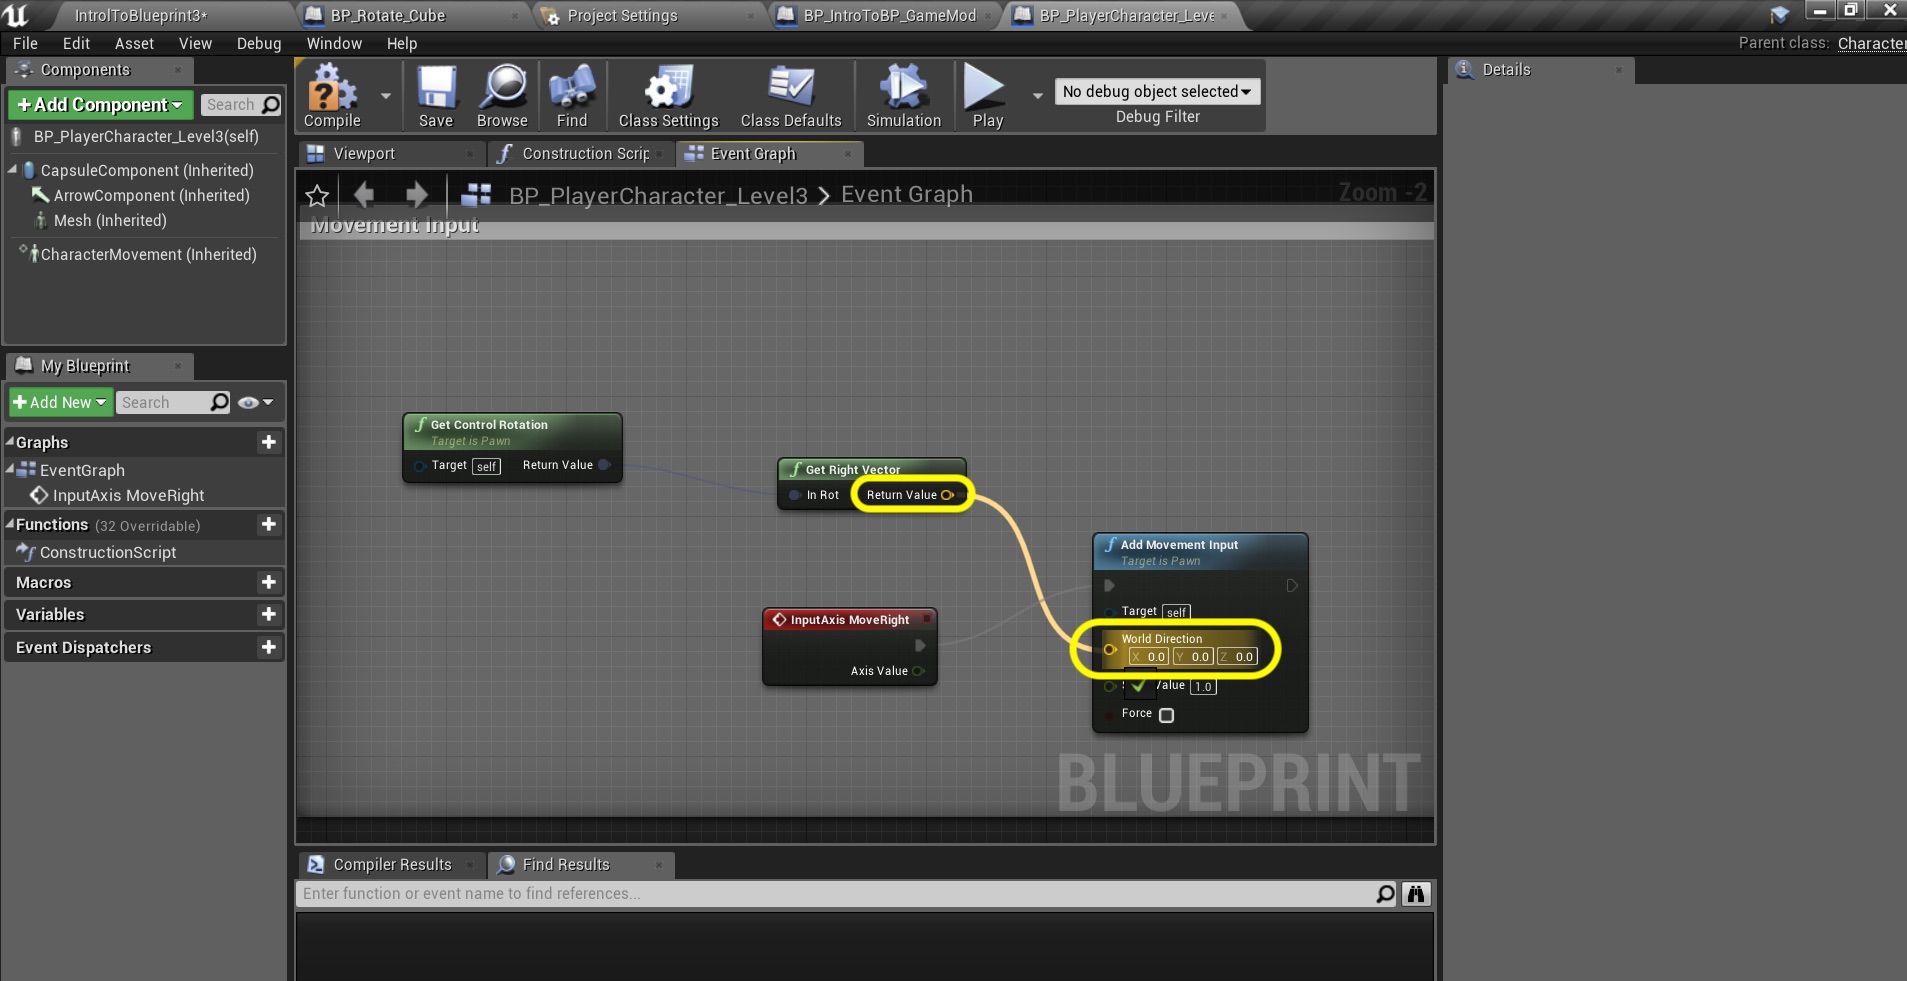 IntrolToBlueprint3*
BP_Rotate_Cube
Project Settings
BP_IntroToBP_GameMod
BP_PlayerCharacter_Leve
File Edit Asset View Debug Window Help
Parent class: Character
Components
+Add Component
Search
BP_PlayerCharacter_Level3(self)
CapsuleComponent (Inherited)
ArrowComponent (Inherited)
Mesh (Inherited)
CharacterMovement (Inherited)
My Blueprint
+Add New
Search
Graphs
EventGraph
InputAxis MoveRight
Functions (32 Overridable)
ConstructionScript
Macros
Variables
Event Dispatchers
Compile
Save
Browse
Find
Class Settings
Class Defaults
Simulation
Play
No debug object selected
Debug Filter
Viewport
Construction Scrip
Event Graph
BP_PlayerCharacter_Level3 > Event Graph
Zoom -2
Movement Input
Get Control Rotation
Target is Pawn
Target self Return Value
Get Right Vector
In Rot Return Value
InputAxis MoveRight
Axis Value
Add Movement Input
Target is Pawn
Target self
World Direction
X 0.0 Y 0.0 Z 0.0
Value 1.0
Force
BLUEPRINT
Compiler Results
Find Results
Enter function or event name to find references...
Details